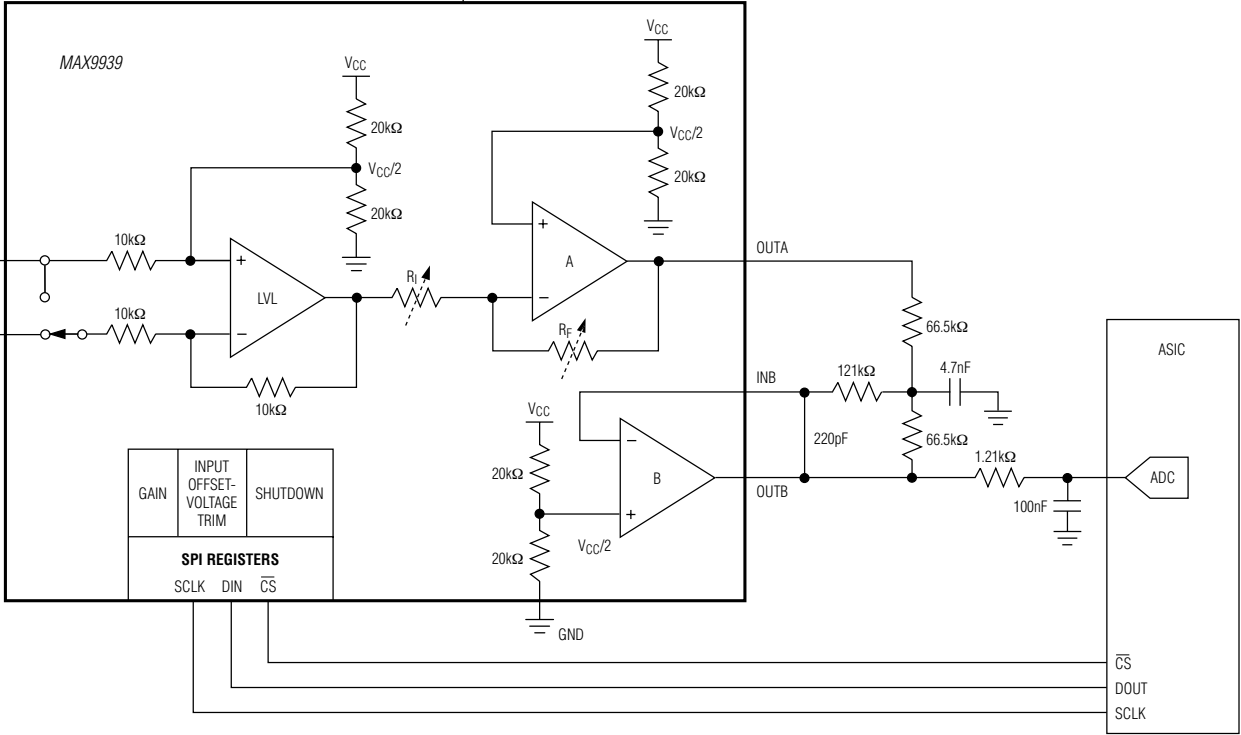 MAX9939
VCC
20kΩ
VCC/2
20kΩ
VCC
20kΩ
VCC/2
20kΩ
10kΩ
+
LVL
−
10kΩ
10kΩ
RI
+
A
−
RF
OUTA
66.5kΩ
ASIC
INB
121kΩ
4.7nF
220pF
66.5kΩ
VCC
20kΩ
−
B
+
OUTB
1.21kΩ
100nF
ADC
VCC/2
20kΩ
GND
GAIN
INPUT
OFFSET-
VOLTAGE
TRIM
SHUTDOWN
SPI REGISTERS
SCLK DIN C̅S̅
C̅S̅
DOUT
SCLK